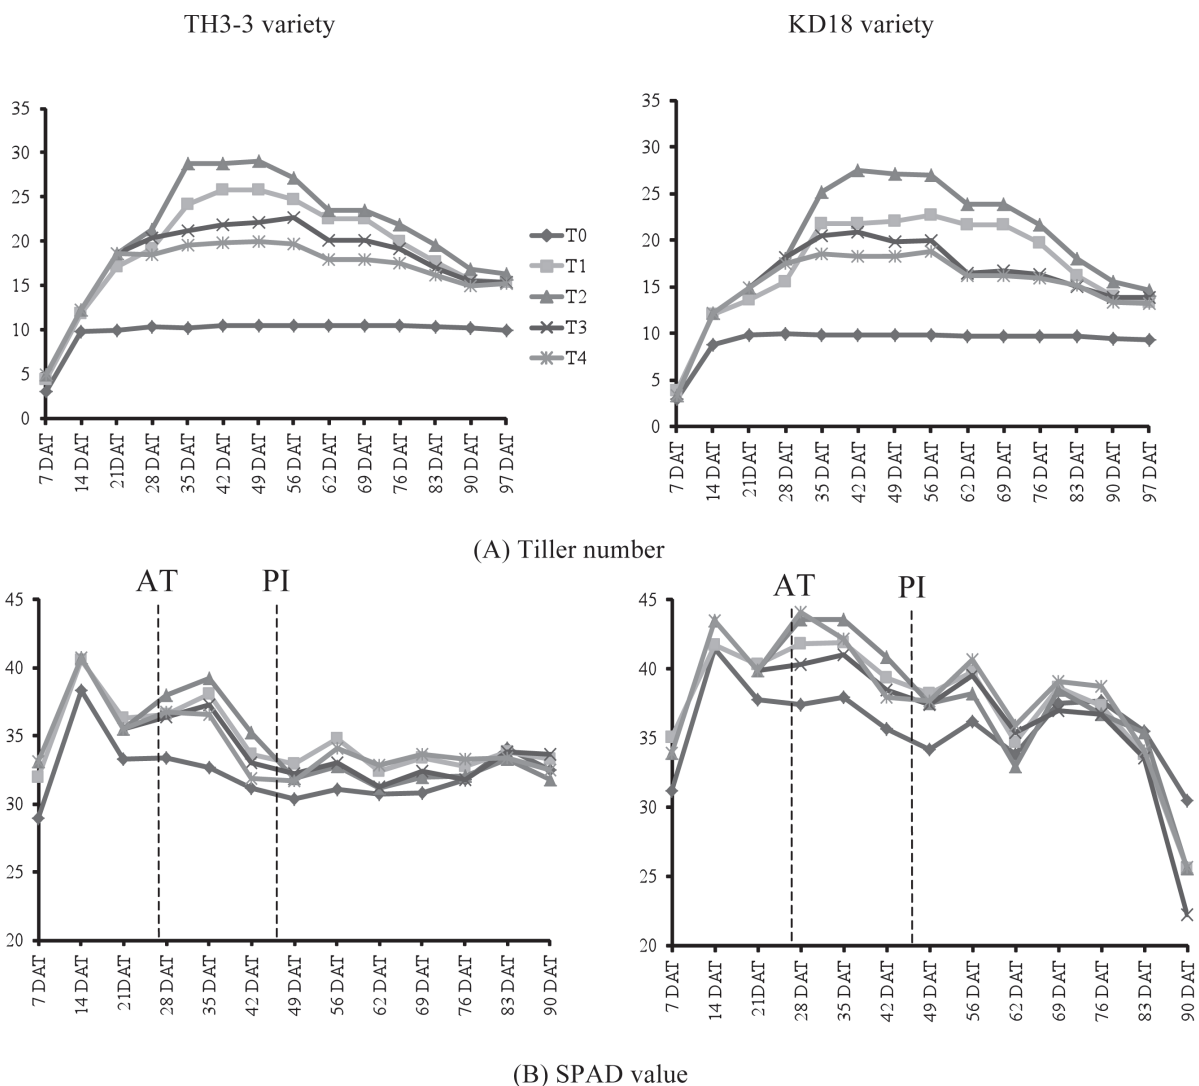 TH3-3 variety
KD18 variety
35
30
25
20
15
10
5
0
7 DAT
14 DAT
21DAT
28 DAT
35 DAT
42 DAT
49 DAT
56 DAT
62 DAT
69 DAT
76 DAT
83 DAT
90 DAT
97 DAT
T0
T1
T2
T3
T4
35
30
25
20
15
10
5
0
7 DAT
14 DAT
21DAT
28 DAT
35 DAT
42 DAT
49 DAT
56 DAT
62 DAT
69 DAT
76 DAT
83 DAT
90 DAT
97 DAT
(A) Tiller number
AT
PI
45
40
35
30
25
20
7 DAT
14 DAT
21DAT
28 DAT
35 DAT
42 DAT
49 DAT
56 DAT
62 DAT
69 DAT
76 DAT
83 DAT
90 DAT
AT
PI
45
40
35
30
25
20
7 DAT
14 DAT
21DAT
28 DAT
35 DAT
42 DAT
49 DAT
56 DAT
62 DAT
69 DAT
76 DAT
83 DAT
90 DAT
(B) SPAD value